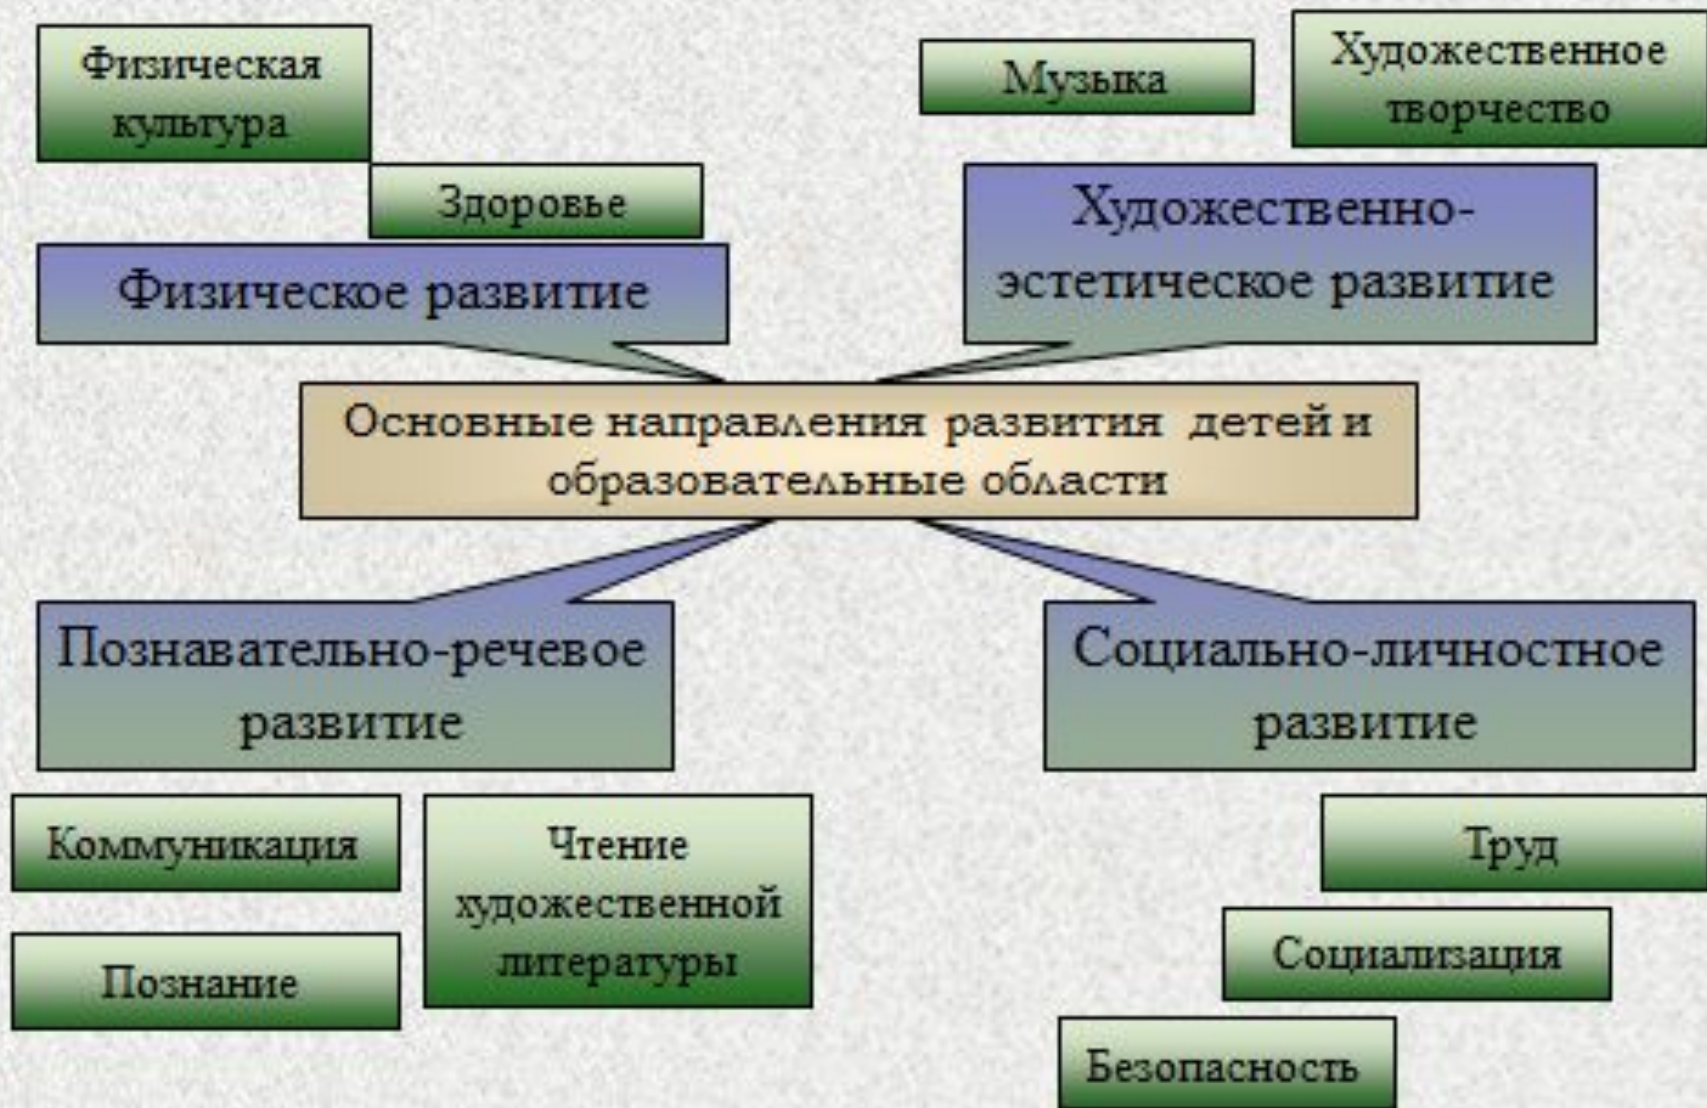 Физическая
культура
Здоровье
Физическое развитие
Музыка
Художественное
творчество
Художественно-
эстетическое развитие
Основные направления развития детей и
образовательные области
Познавательно-речевое
развитие
Коммуникация
Познание
Чтение
художественной
литературы
Социально-личностное
развитие
Труд
Социализация
Безопасность